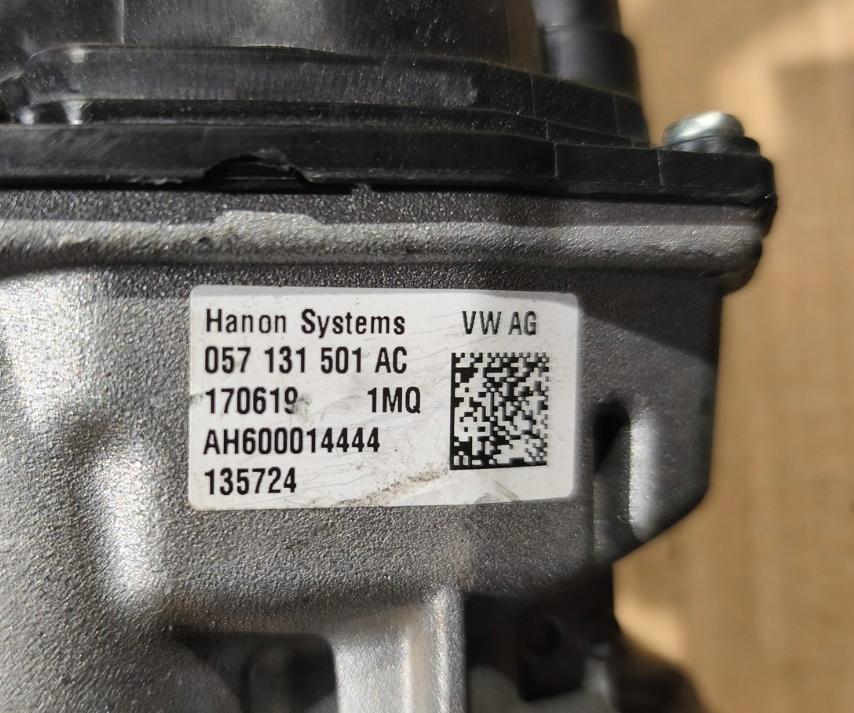 Hanon Systems VW AG
057 131 501 AC
170619 1MQ
AH600014444
135724